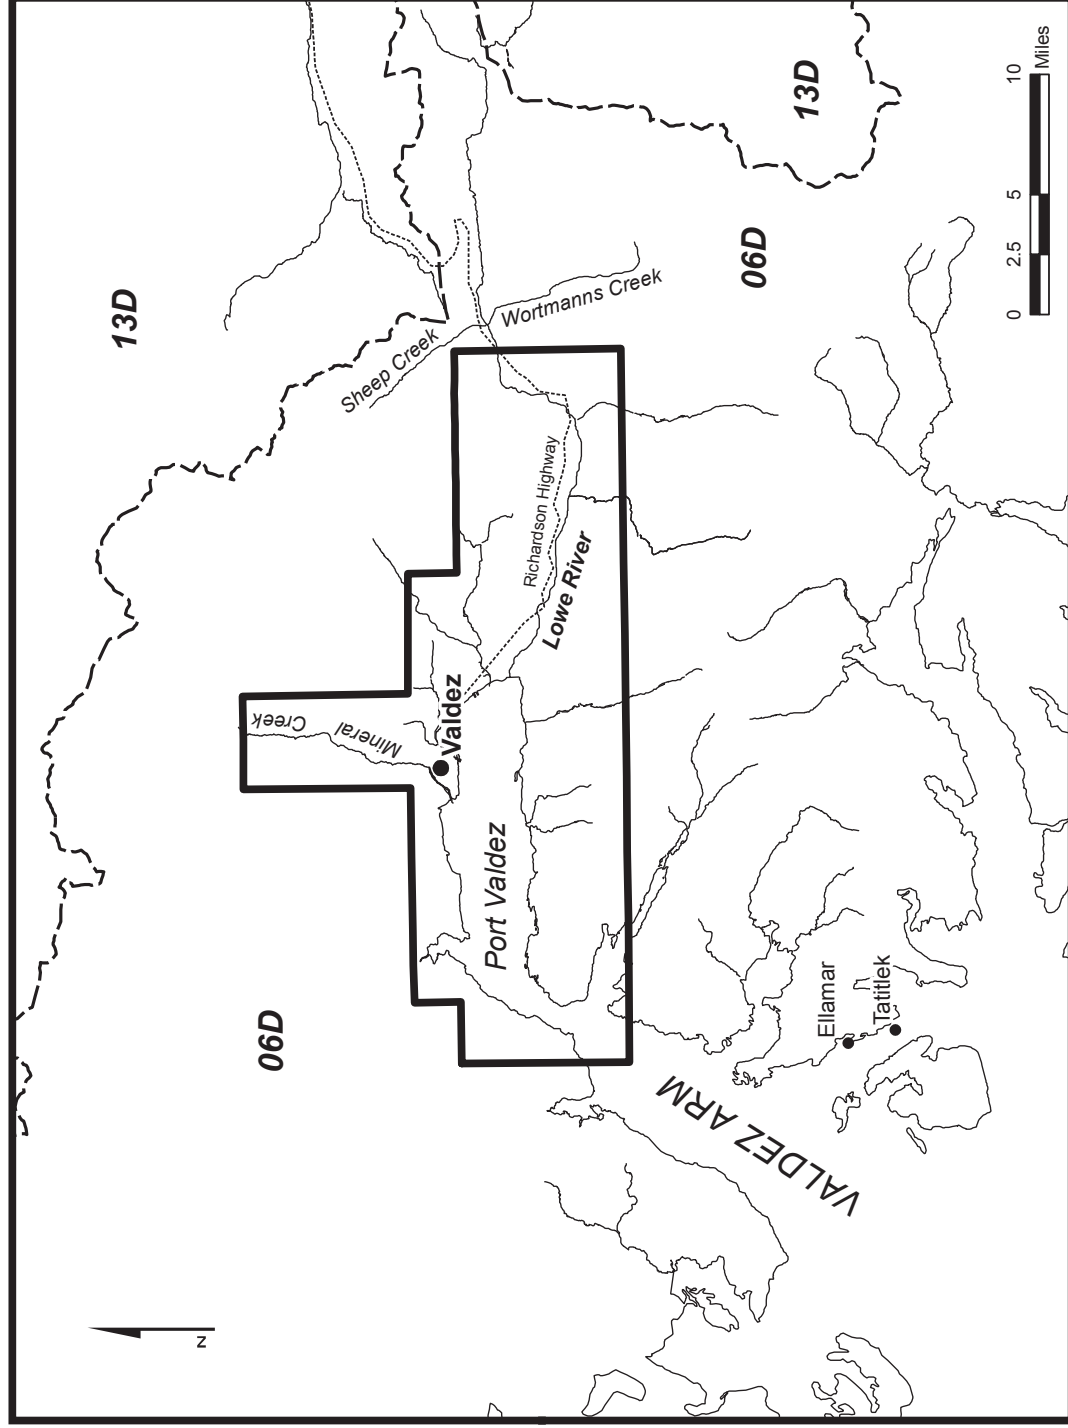 13D
13D
06D
06D
Sheep Creek
Wortmanns Creek
Richardson Highway
Lowe River
Mineral
Creek
Valdez
Port Valdez
VALDEZ ARM
Ellamar
Tatitlek
N
0 2.5 5 10
Miles